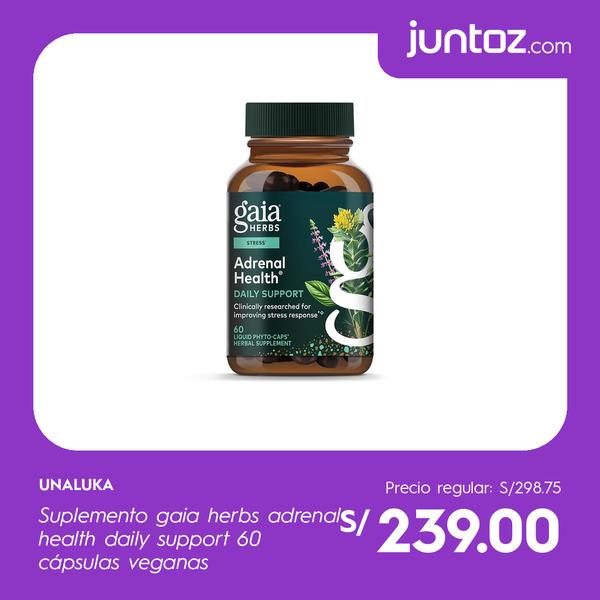 juntoz.com
gaia
HERBS
STRESS
Adrenal
Health®
DAILY SUPPORT
Clinically researched for
improving stress response*◊
60
LIQUID PHYTO-CAPS®
HERBAL SUPPLEMENT
UNALUKA
Suplemento gaia herbs adrenal
health daily support 60
cápsulas veganas
Precio regular: S/298.75
S/ 239.00